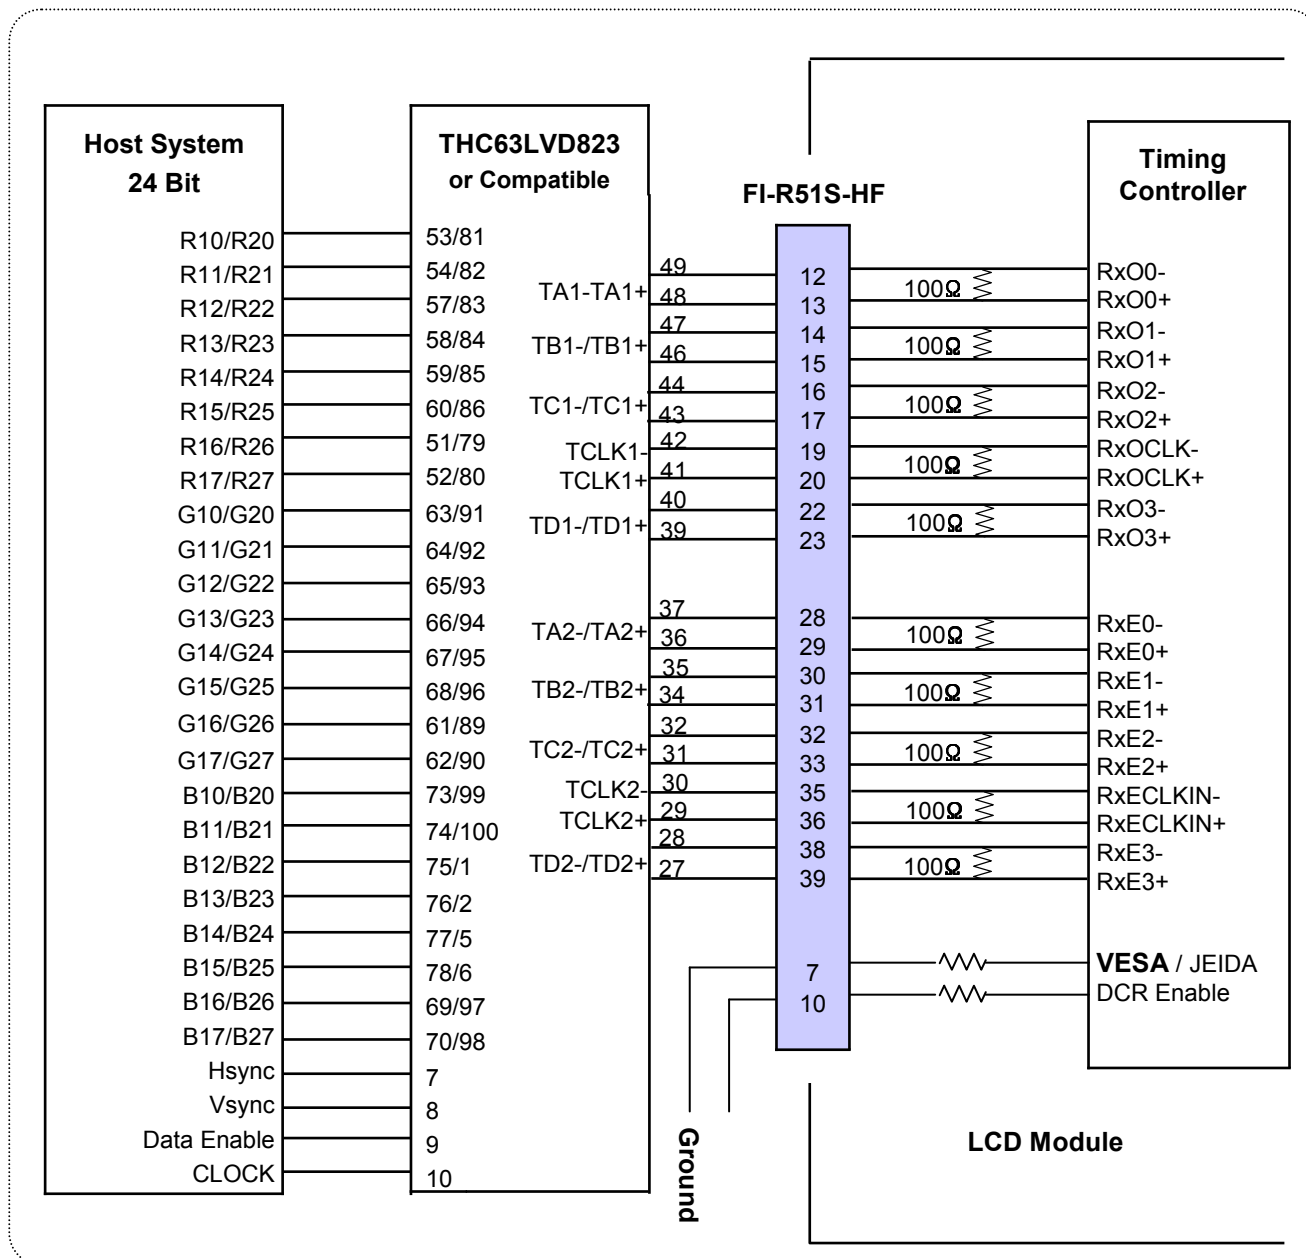 Host System
24 Bit
R10/R20
R11/R21
R12/R22
R13/R23
R14/R24
R15/R25
R16/R26
R17/R27
G10/G20
G11/G21
G12/G22
G13/G23
G14/G24
G15/G25
G16/G26
G17/G27
B10/B20
B11/B21
B12/B22
B13/B23
B14/B24
B15/B25
B16/B26
B17/B27
Hsync
Vsync
Data Enable
CLOCK
THC63LVD823
or Compatible
53/81
54/82
57/83
58/84
59/85
60/86
51/79
52/80
63/91
64/92
65/93
66/94
67/95
68/96
61/89
62/90
73/99
74/100
75/1
76/2
77/5
78/6
69/97
70/98
7
8
9
10
TA1-TA1+
TB1-/TB1+
TC1-/TC1+
TCLK1-
TCLK1+
TD1-/TD1+
TA2-/TA2+
TB2-/TB2+
TC2-/TC2+
TCLK2-
TCLK2+
TD2-/TD2+
49
48
47
46
44
43
42
41
40
39
37
36
35
34
32
31
30
29
28
27
FI-R51S-HF
12
13
14
15
16
17
19
20
22
23
28
29
30
31
32
33
35
36
38
39
7
10
100Ω
100Ω
100Ω
100Ω
100Ω
100Ω
100Ω
100Ω
100Ω
100Ω
Timing
Controller
RxO0-
RxO0+
RxO1-
RxO1+
RxO2-
RxO2+
RxOCLK-
RxOCLK+
RxO3-
RxO3+
RxE0-
RxE0+
RxE1-
RxE1+
RxE2-
RxE2+
RxECLKIN-
RxECLKIN+
RxE3-
RxE3+
VESA / JEIDA
DCR Enable
Ground
LCD Module